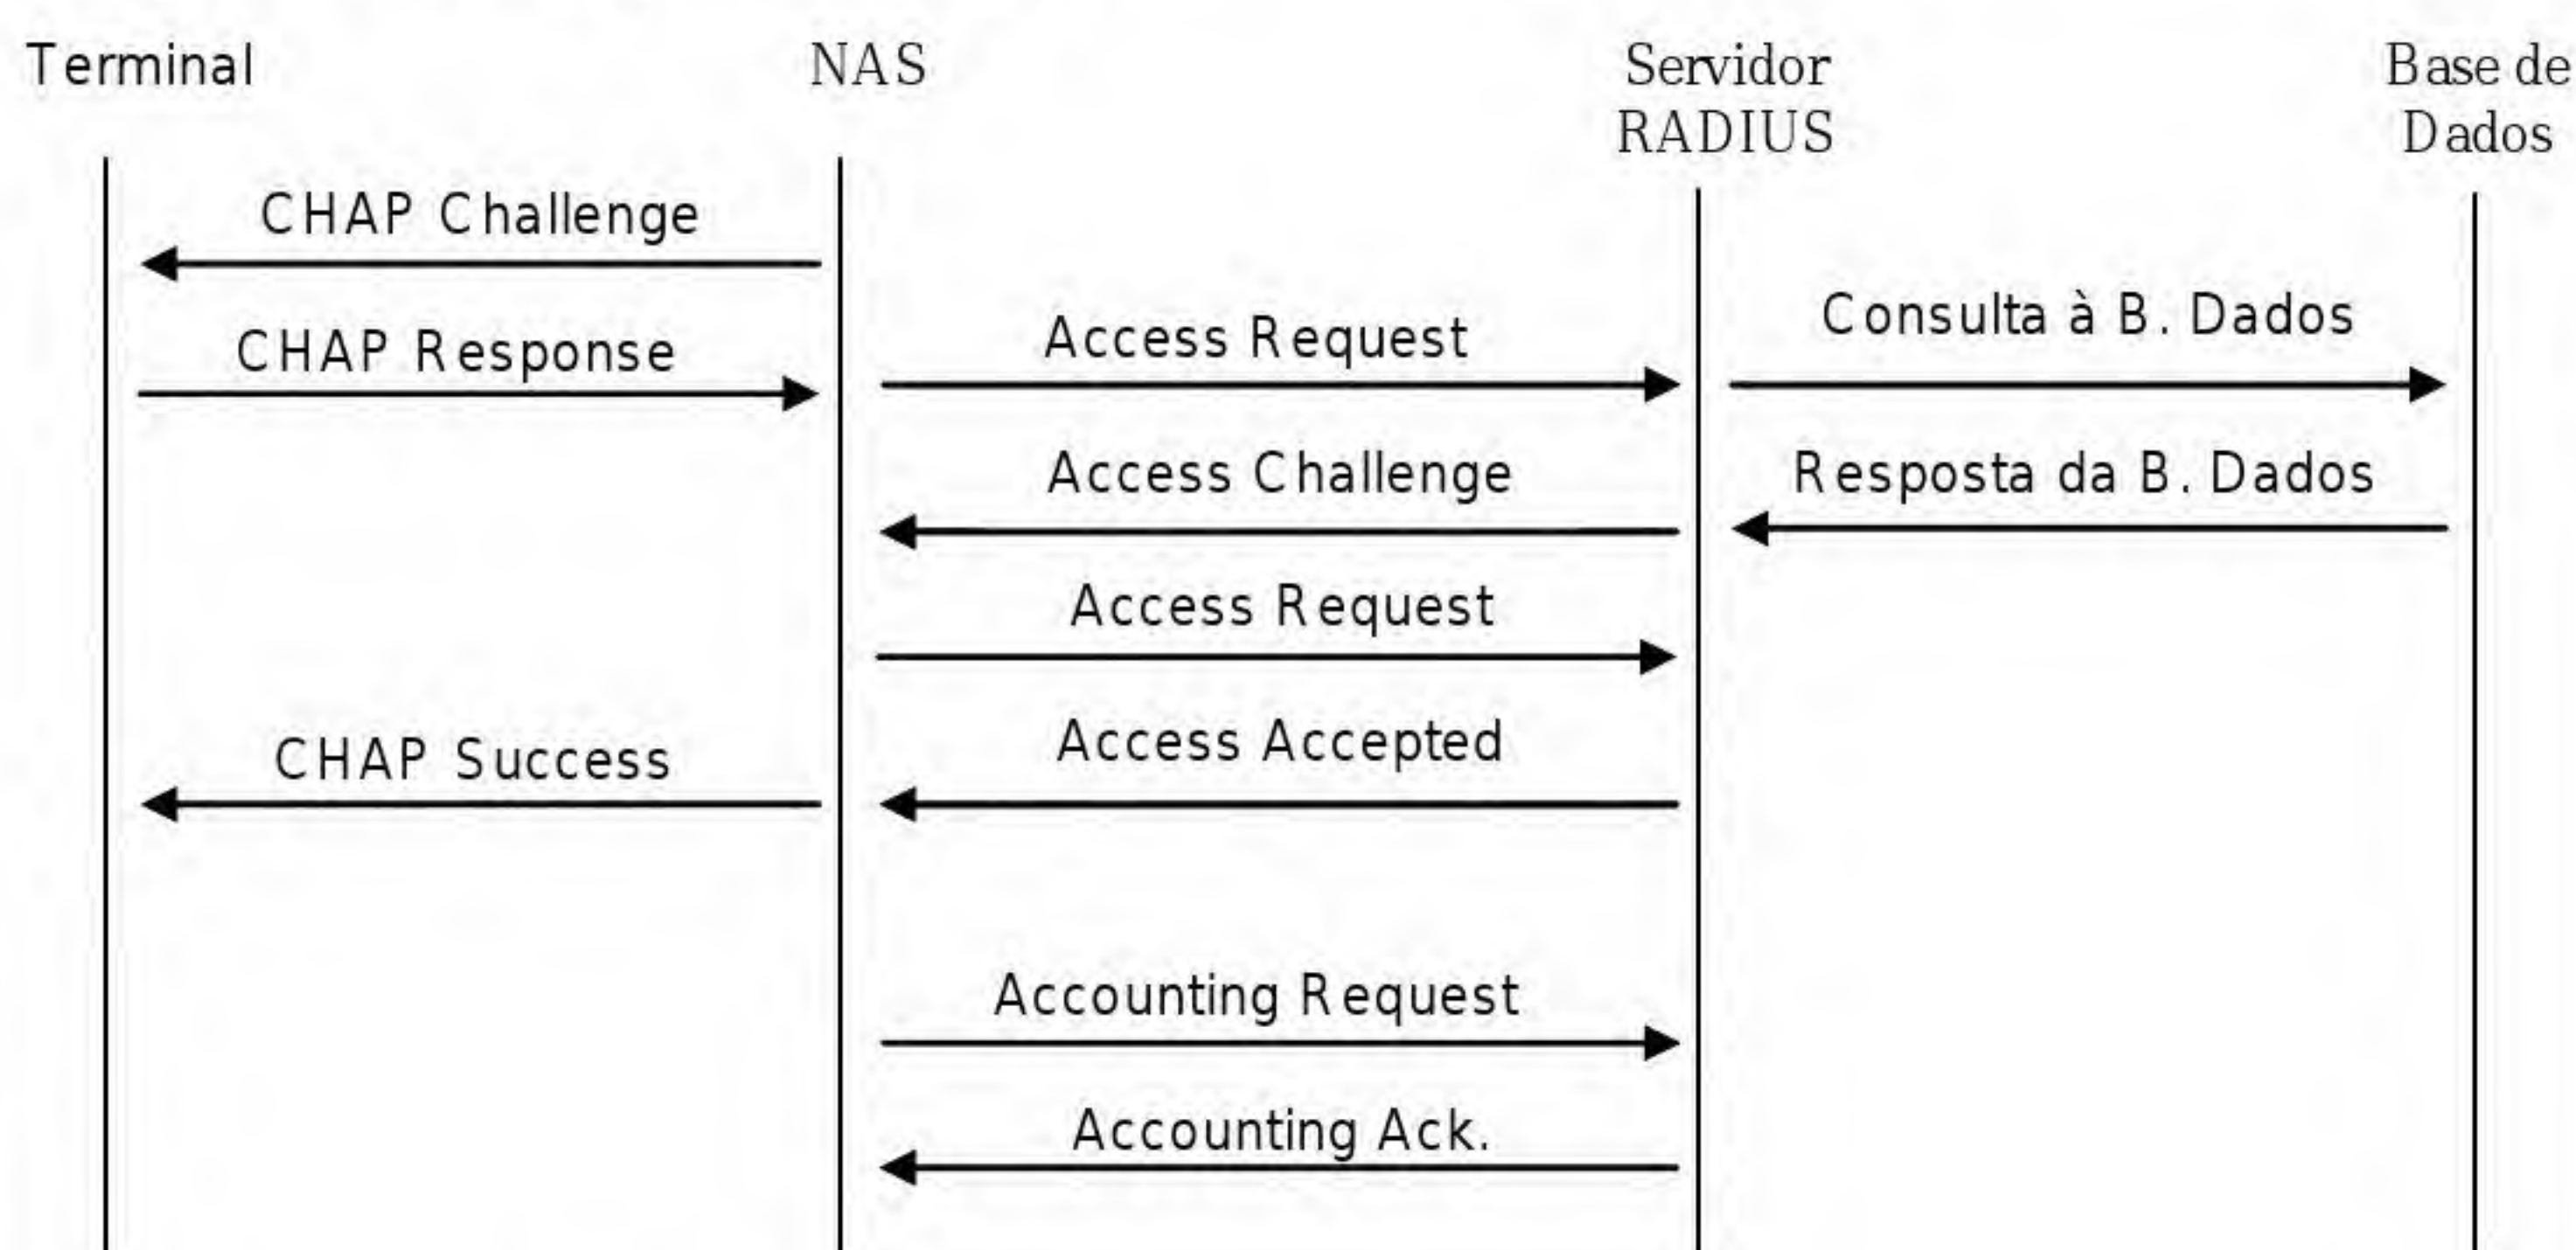 Terminal
NAS
Servidor
RADIUS
Base de
Dados
CHAP Challenge
CHAP Response
Access Request
Consulta à B. Dados
Access Challenge
Resposta da B. Dados
Access Request
Access Accepted
CHAP Success
Accounting Request
Accounting Ack.